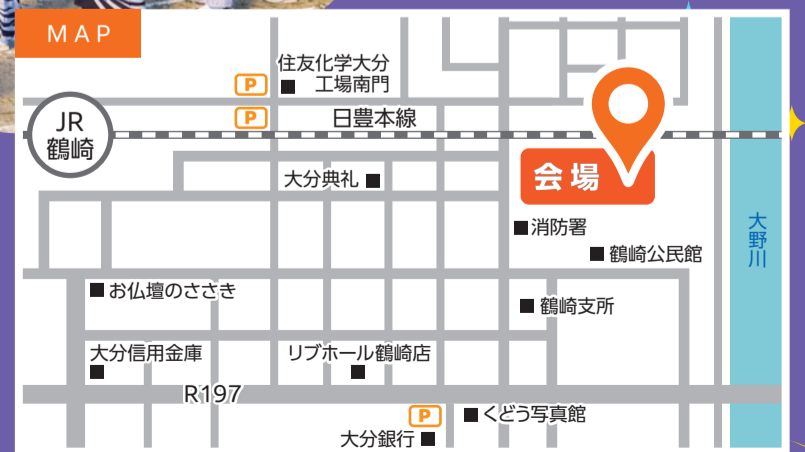 MAP
住友化学大分
工場南門
P
P
日豊本線
JR
鶴崎
大分典礼
会場
消防署
鶴崎公民館
大野川
お仏壇のささき
鶴崎支所
大分信用金庫
リブホール鶴崎店
R197
P
くどう写真館
大分銀行